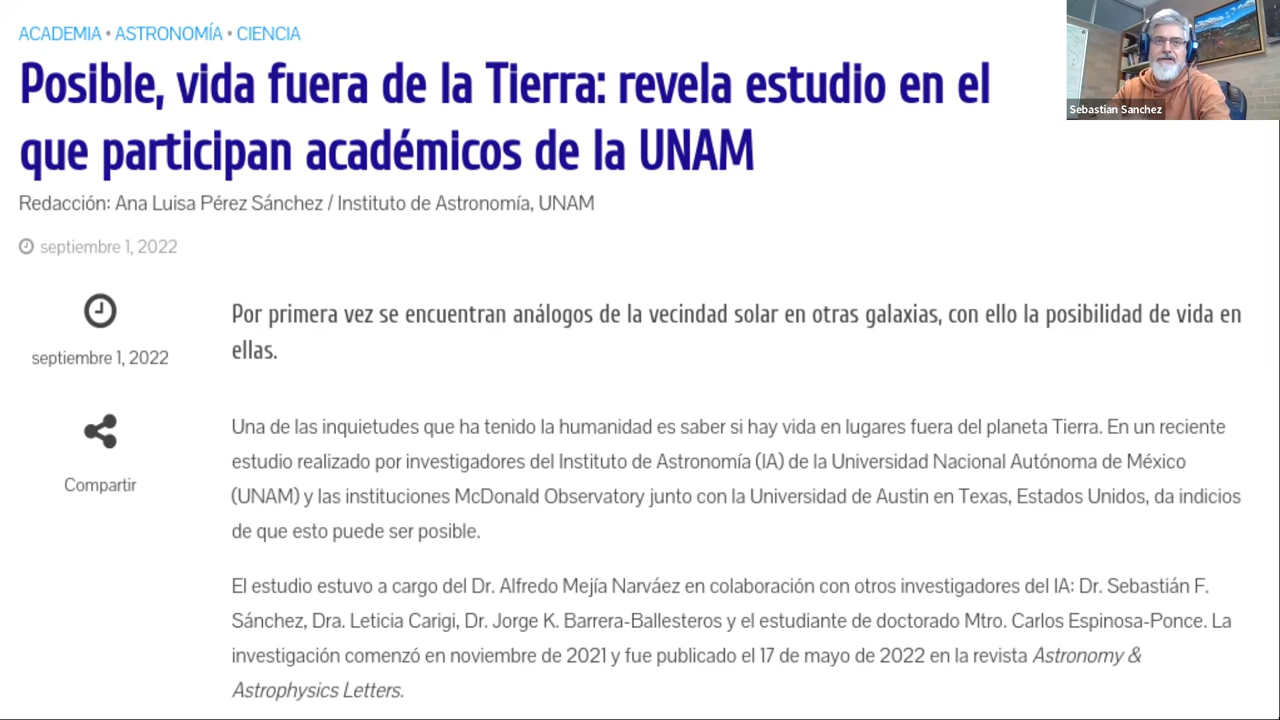 ACADEMIA • ASTRONOMÍA • CIENCIA
Posible, vida fuera de la Tierra: revela estudio en el
que participan académicos de la UNAM
Redacción: Ana Luisa Pérez Sánchez / Instituto de Astronomía, UNAM
septiembre 1, 2022
septiembre 1, 2022
Compartir
Por primera vez se encuentran análogos de la vecindad solar en otras galaxias, con ello la posibilidad de vida en
ellas.
Una de las inquietudes que ha tenido la humanidad es saber si hay vida en lugares fuera del planeta Tierra. En un reciente
estudio realizado por investigadores del Instituto de Astronomía (IA) de la Universidad Nacional Autónoma de México
(UNAM) y las instituciones McDonald Observatory junto con la Universidad de Austin en Texas, Estados Unidos, da indicios
de que esto puede ser posible.
El estudio estuvo a cargo del Dr. Alfredo Mejía Narváez en colaboración con otros investigadores del IA: Dr. Sebastián F.
Sánchez, Dra. Leticia Carigi, Dr. Jorge K. Barrera-Ballesteros y el estudiante de doctorado Mtro. Carlos Espinosa-Ponce. La
investigación comenzó en noviembre de 2021 y fue publicado el 17 de mayo de 2022 en la revista Astronomy &
Astrophysics Letters.
Sebastian Sanchez